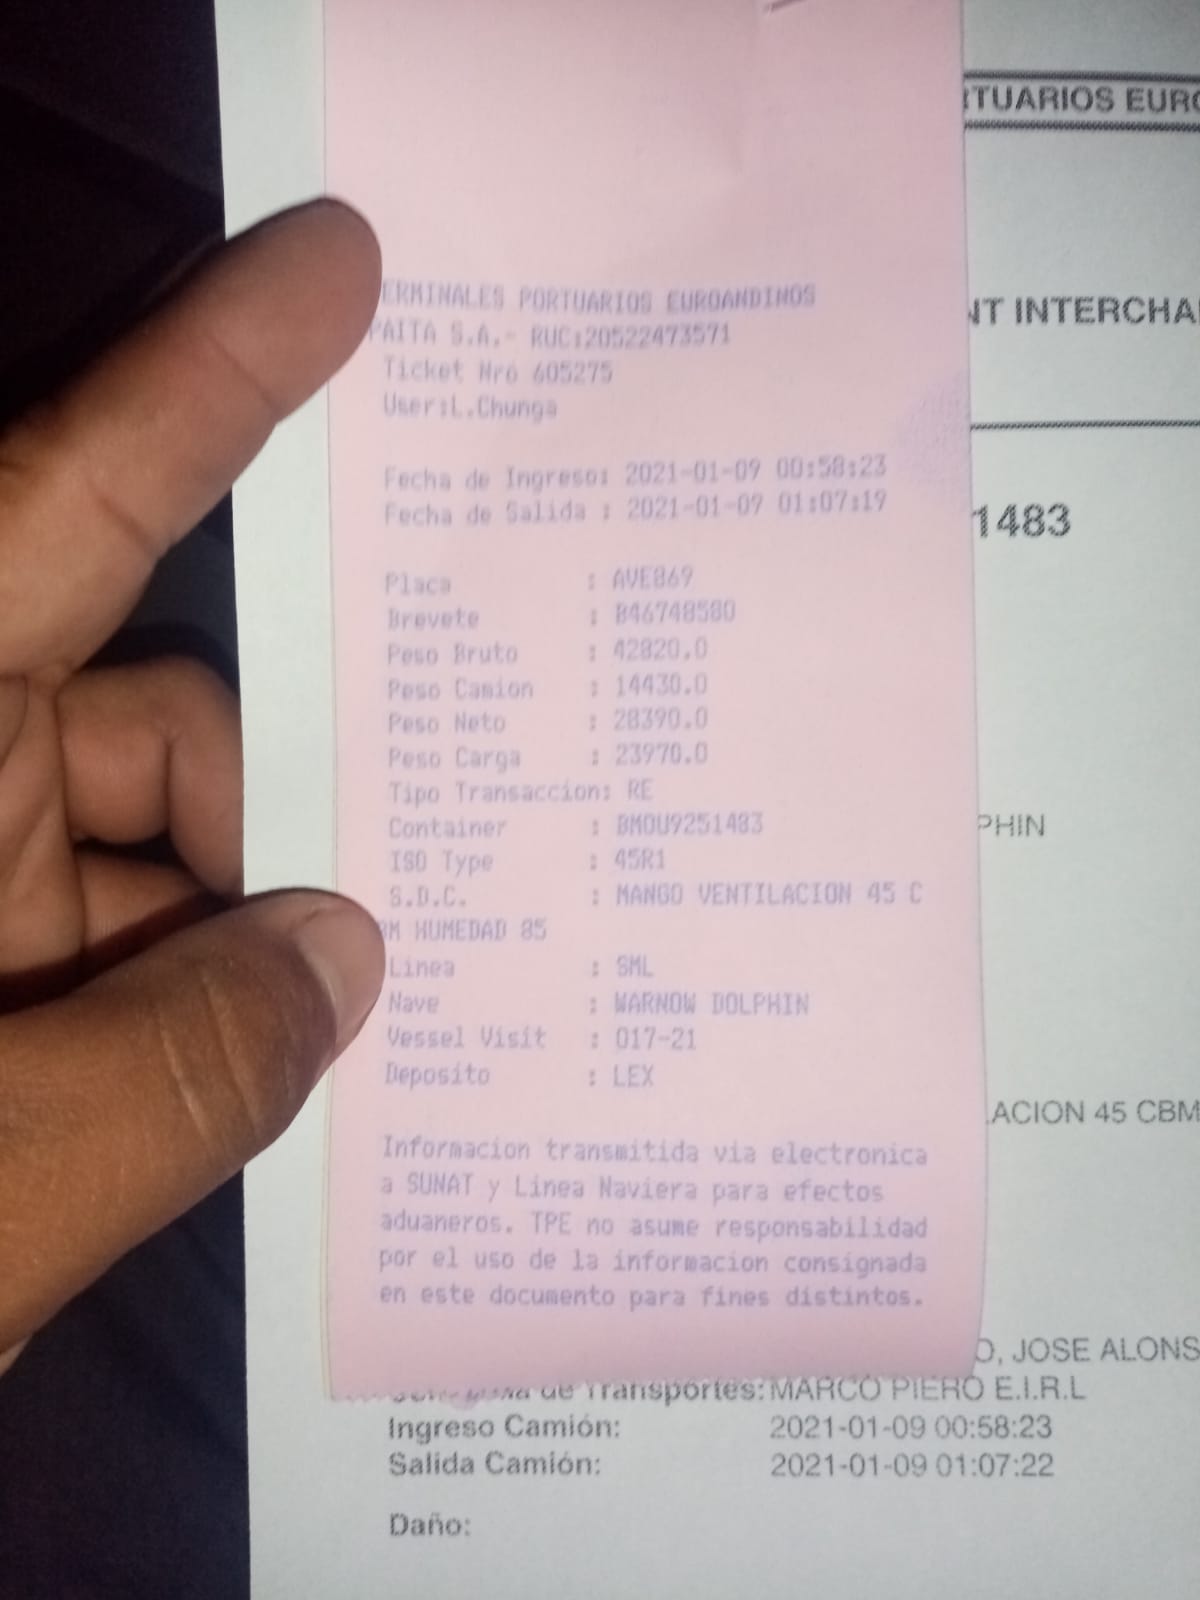 TUARIOS EURO
NT INTERCHA
1483
PHIN
ACION 45 CBM
O, JOSE ALONS
ERMINALES PORTUARIOS EUROANDINOS
PAITA S.A.- RUC:20522473571
Ticket Nro 605275
User:L.Chunga
Fecha de Ingreso: 2021-01-09 00:58:23
Fecha de Salida : 2021-01-09 01:07:19
Placa : AVE869
Brevete : B46748580
Peso Bruto : 42820.0
Peso Camion : 14430.0
Peso Neto : 28390.0
Peso Carga : 23970.0
Tipo Transaccion: RE
Container : BMOU9251483
ISO Type : 45R1
S.D.C. : MANGO VENTILACION 45 C
BM HUMEDAD 85
Linea : SML
Nave : WARNOW DOLPHIN
Vessel Visit : 017-21
Deposito : LEX
Informacion transmitida via electronica
a SUNAT y Linea Naviera para efectos
aduaneros. TPE no asume responsabilidad
por el uso de la informacion consignada
en este documento para fines distintos.
de Transportes: MARCO PIERO E.I.R.L
Ingreso Camión: 2021-01-09 00:58:23
Salida Camión: 2021-01-09 01:07:22
Daño: